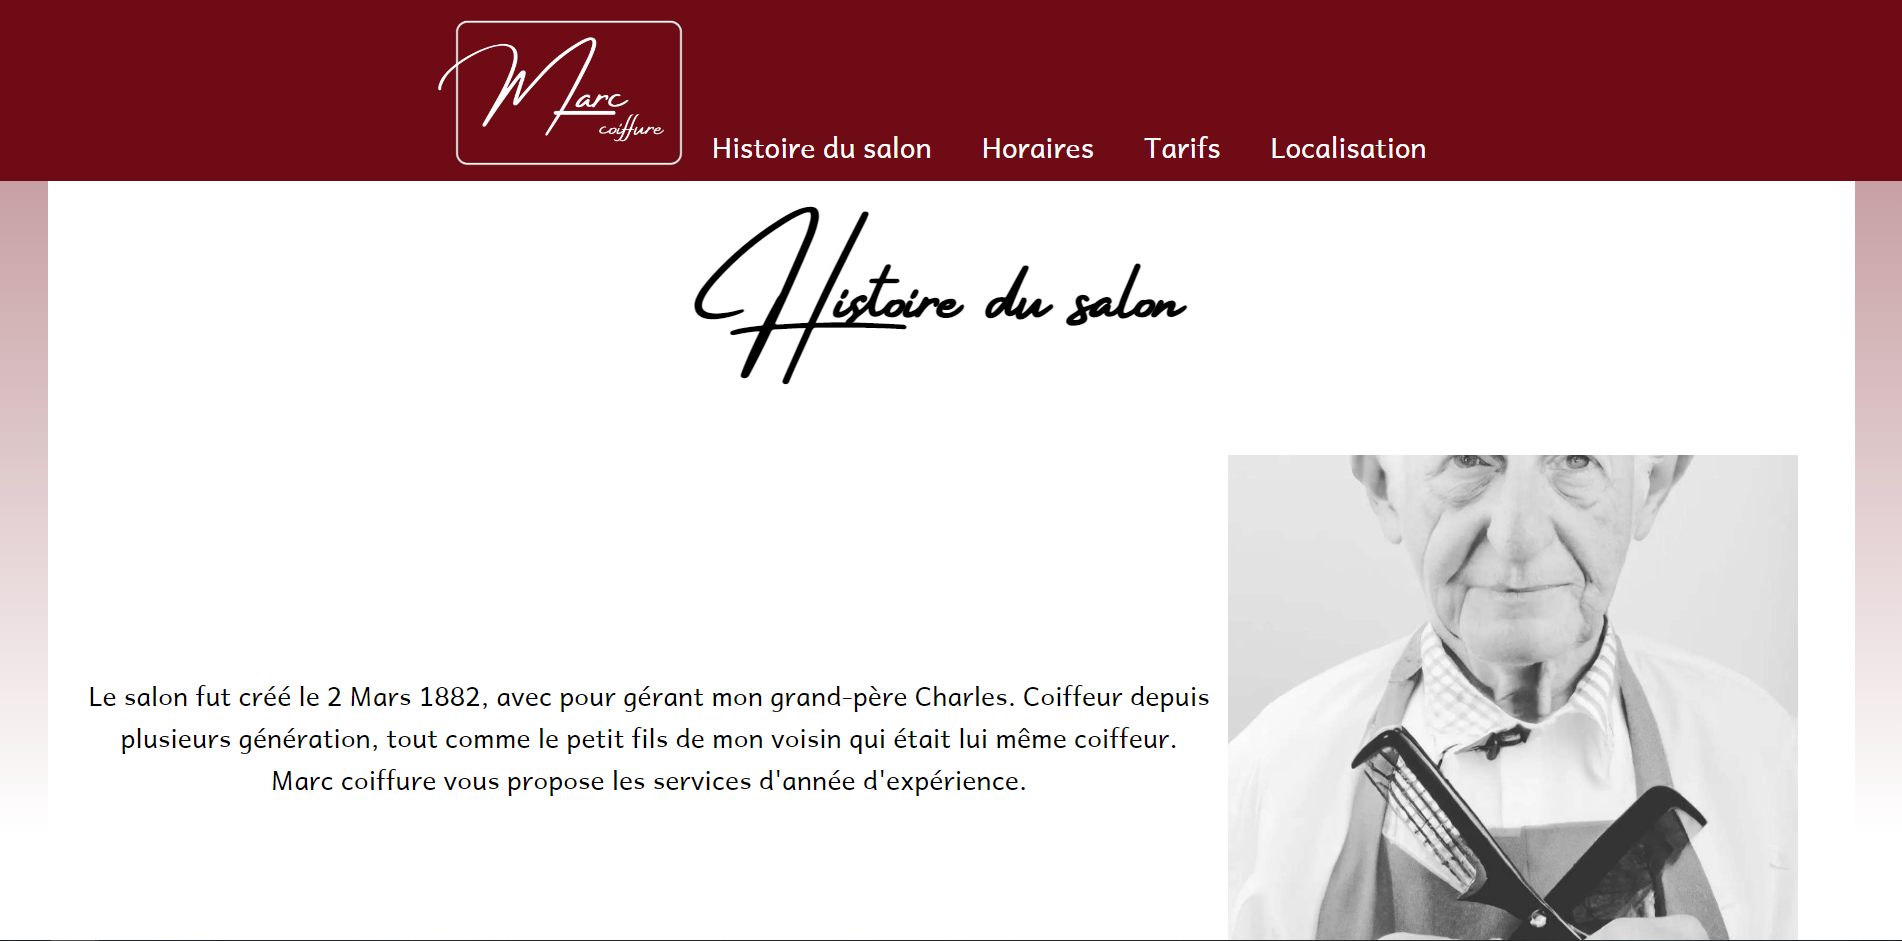 Marc
coiffure
Histoire du salon Horaires Tarifs Localisation
Histoire du salon
Le salon fut créé le 2 Mars 1882, avec pour gérant mon grand-père Charles. Coiffeur depuis
plusieurs génération, tout comme le petit fils de mon voisin qui était lui même coiffeur.
Marc coiffure vous propose les services d'année d'expérience.